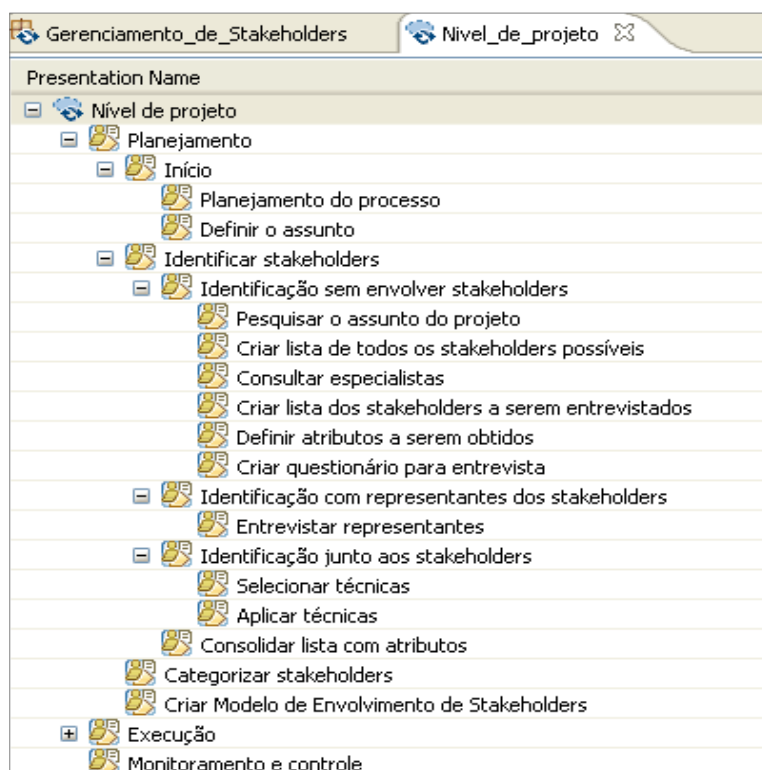 Gerenciamento_de_Stakeholders Nivel_de_projeto
Presentation Name
Nível de projeto
Planejamento
Início
Planejamento do processo
Definir o assunto
Identificar stakeholders
Identificação sem envolver stakeholders
Pesquisar o assunto do projeto
Criar lista de todos os stakeholders possíveis
Consultar especialistas
Criar lista dos stakeholders a serem entrevistados
Definir atributos a serem obtidos
Criar questionário para entrevista
Identificação com representantes dos stakeholders
Entrevistar representantes
Identificação junto aos stakeholders
Selecionar técnicas
Aplicar técnicas
Consolidar lista com atributos
Categorizar stakeholders
Criar Modelo de Envolvimento de Stakeholders
Execução
Monitoramento e controle